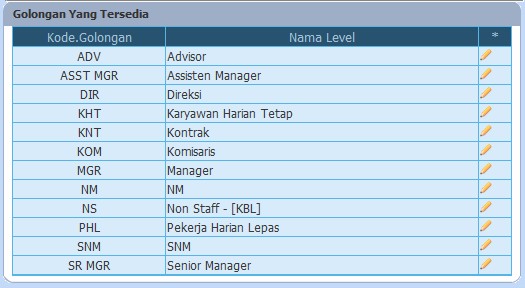 Golongan Yang Tersedia
Kode.Golongan Nama Level *
ADV Advisor
ASST MGR Assisten Manager
DIR Direksi
KHT Karyawan Harian Tetap
KNT Kontrak
KOM Komisaris
MGR Manager
NM NM
NS Non Staff - [KBL]
PHL Pekerja Harian Lepas
SNM SNM
SR MGR Senior Manager